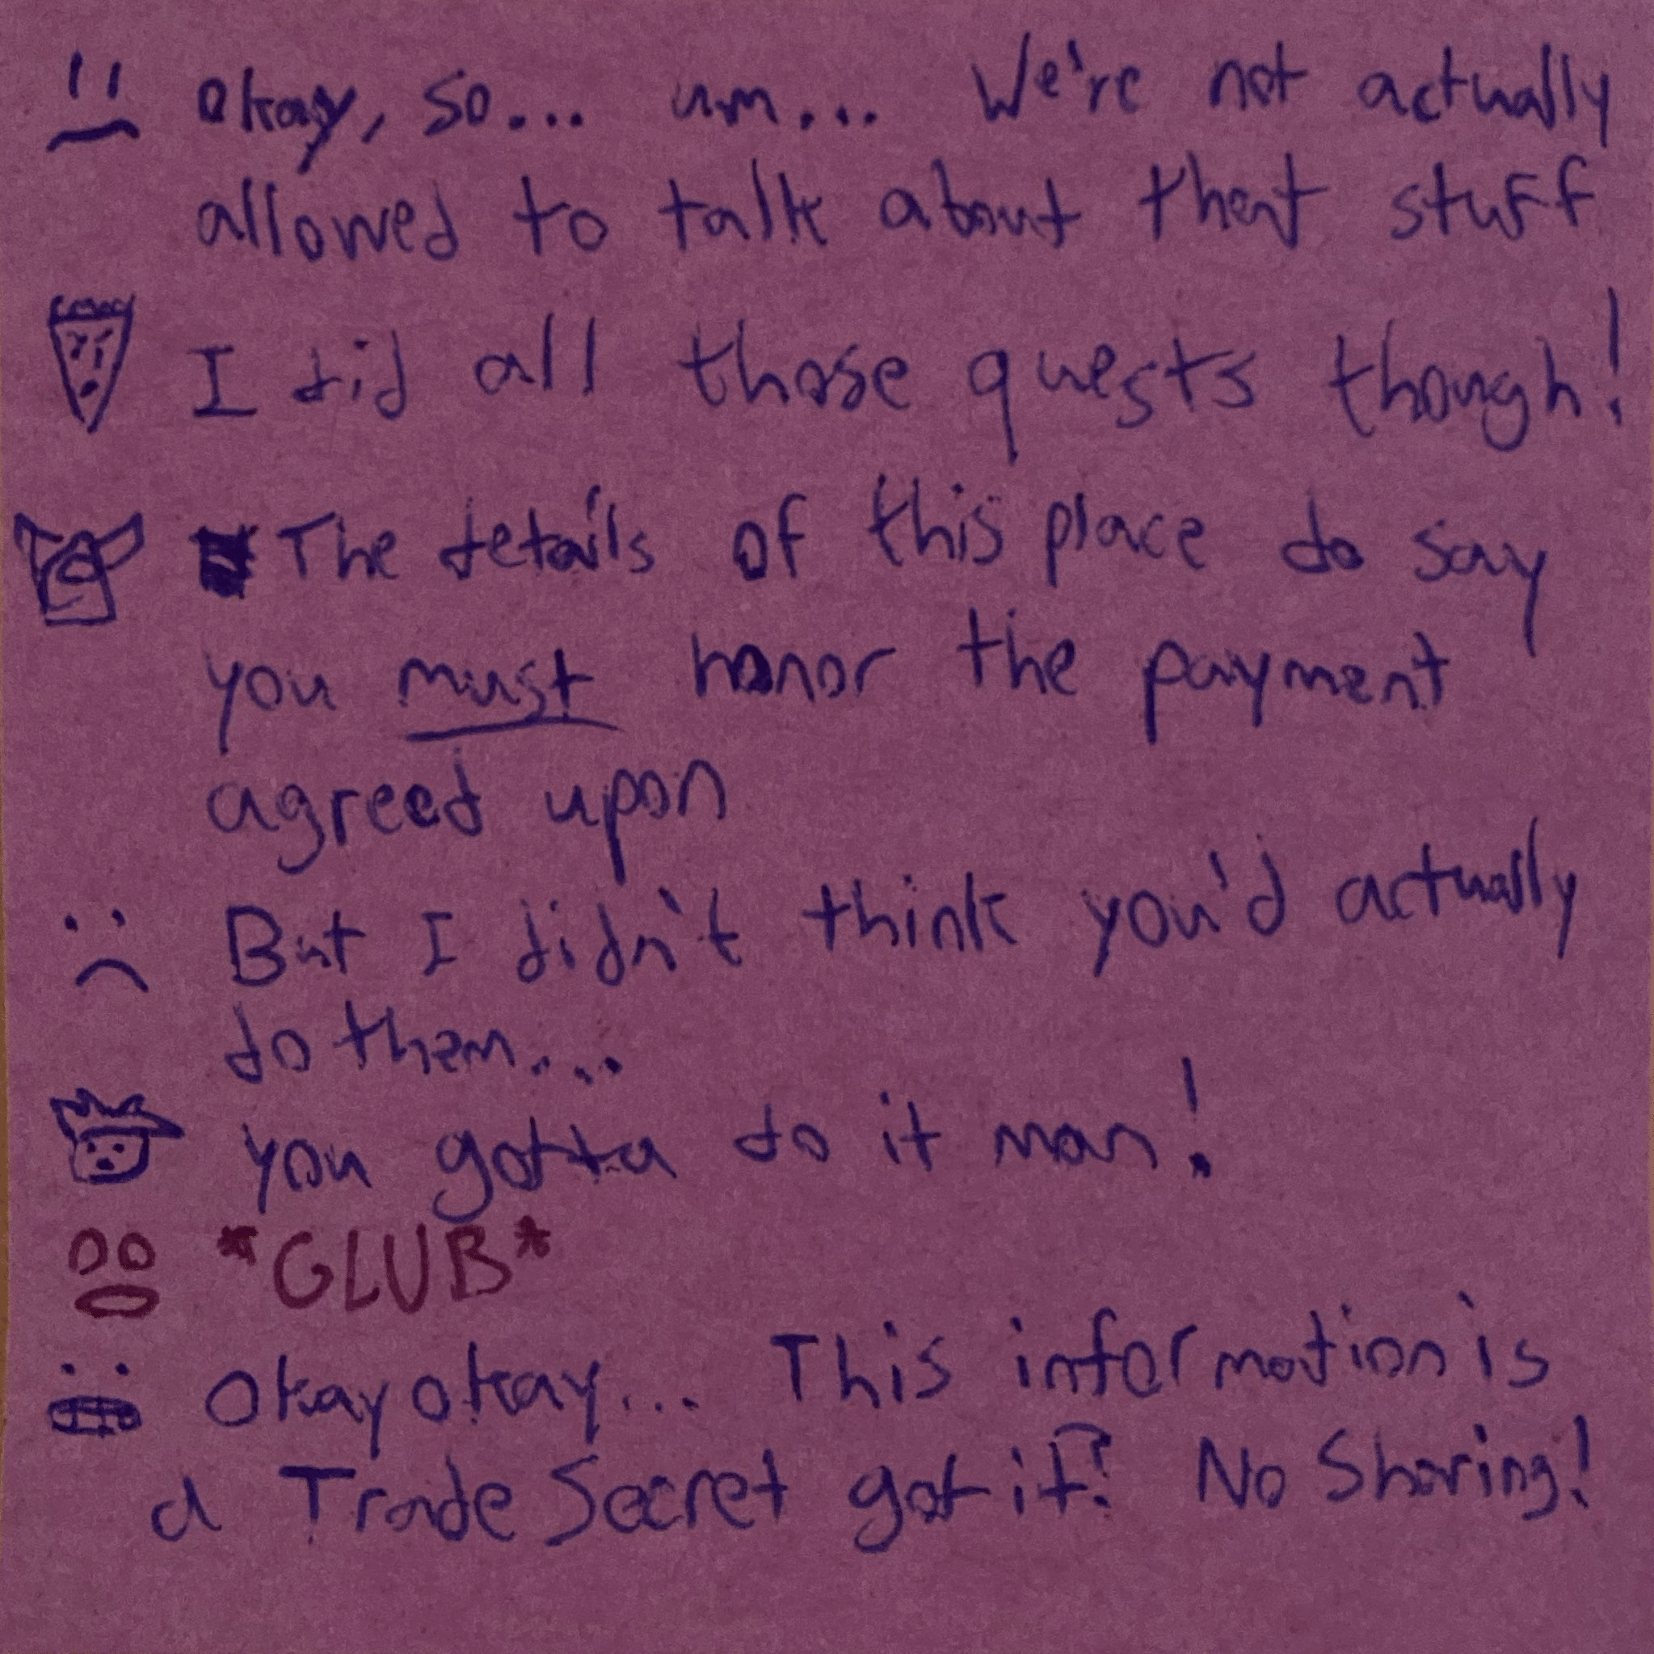 okay, so... um... We're not actually
allowed to talk about that stuff
I did all those quests though!
The details of this place do say
you must honor the payment
agreed upon
But I didn't think you'd actually
do them....
you gotta do it man!
*GLUB*
Okay okay... This information is
a Trade Secret got it? No Sharing!